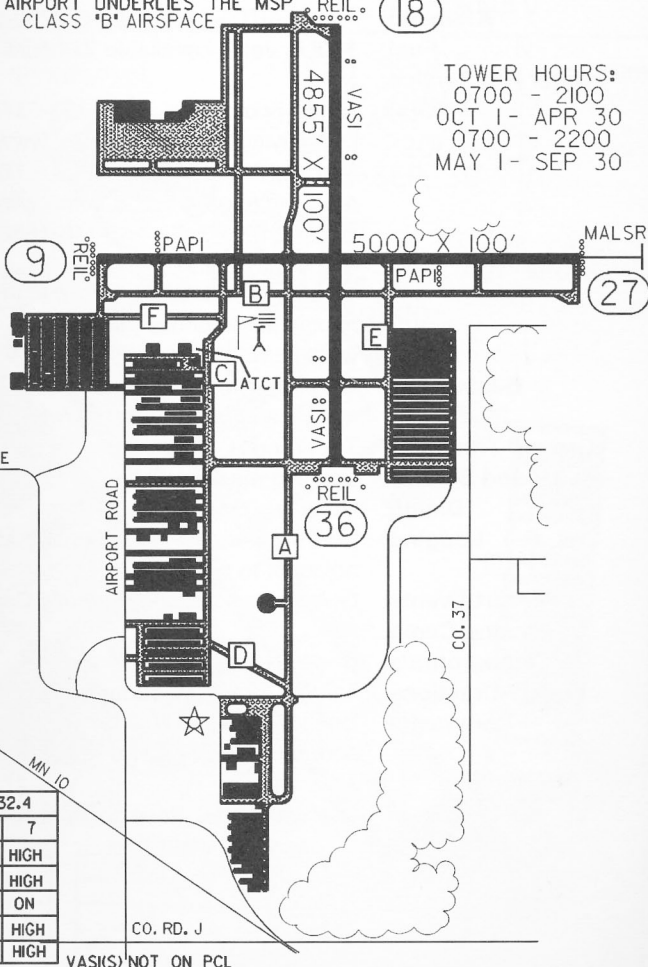 AIRPORT UNDERLIES THE MSP
CLASS "B" AIRSPACE
REIL
18
TOWER HOURS:
0700 - 2100
OCT 1- APR 30
0700 - 2200
MAY 1- SEP 30
VASI
4855' X 100'
9
REIL
PAPI
5000' X 100'
MALSR
PAPI
27
B
F
E
C
ATCT
VASI
E
REIL
36
AIRPORT ROAD
A
CO. 37
D
MN 10
32.4
7
HIGH
HIGH
ON
HIGH
HIGH
CO. RD. J
VASI(S) NOT ON PCL